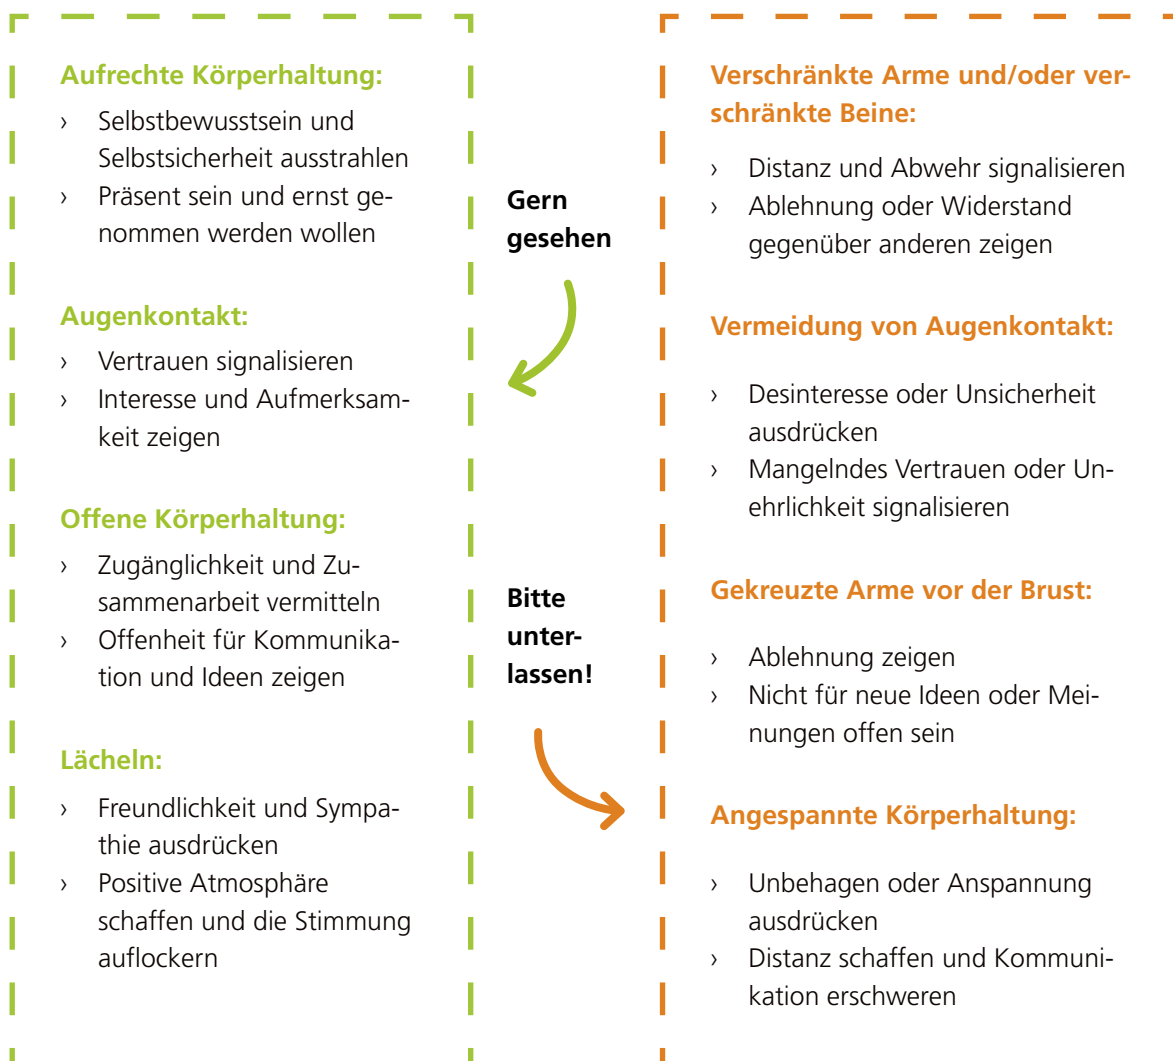 Aufrechte Körperhaltung:
› Selbstbewusstsein und
Selbstsicherheit ausstrahlen
› Präsent sein und ernst ge-
nommen werden wollen
Augenkontakt:
› Vertrauen signalisieren
› Interesse und Aufmerksam-
keit zeigen
Offene Körperhaltung:
› Zugänglichkeit und Zu-
sammenarbeit vermitteln
› Offenheit für Kommunika-
tion und Ideen zeigen
Lächeln:
› Freundlichkeit und Sympa-
thie ausdrücken
› Positive Atmosphäre
schaffen und die Stimmung
auflockern
Gern
gesehen
Bitte
unter-
lassen!
Verschränkte Arme und/oder ver-
schränkte Beine:
› Distanz und Abwehr signalisieren
› Ablehnung oder Widerstand
gegenüber anderen zeigen
Vermeidung von Augenkontakt:
› Desinteresse oder Unsicherheit
ausdrücken
› Mangelndes Vertrauen oder Un-
ehrlichkeit signalisieren
Gekreuzte Arme vor der Brust:
› Ablehnung zeigen
› Nicht für neue Ideen oder Mei-
nungen offen sein
Angespannte Körperhaltung:
› Unbehagen oder Anspannung
ausdrücken
› Distanz schaffen und Kommuni-
kation erschweren